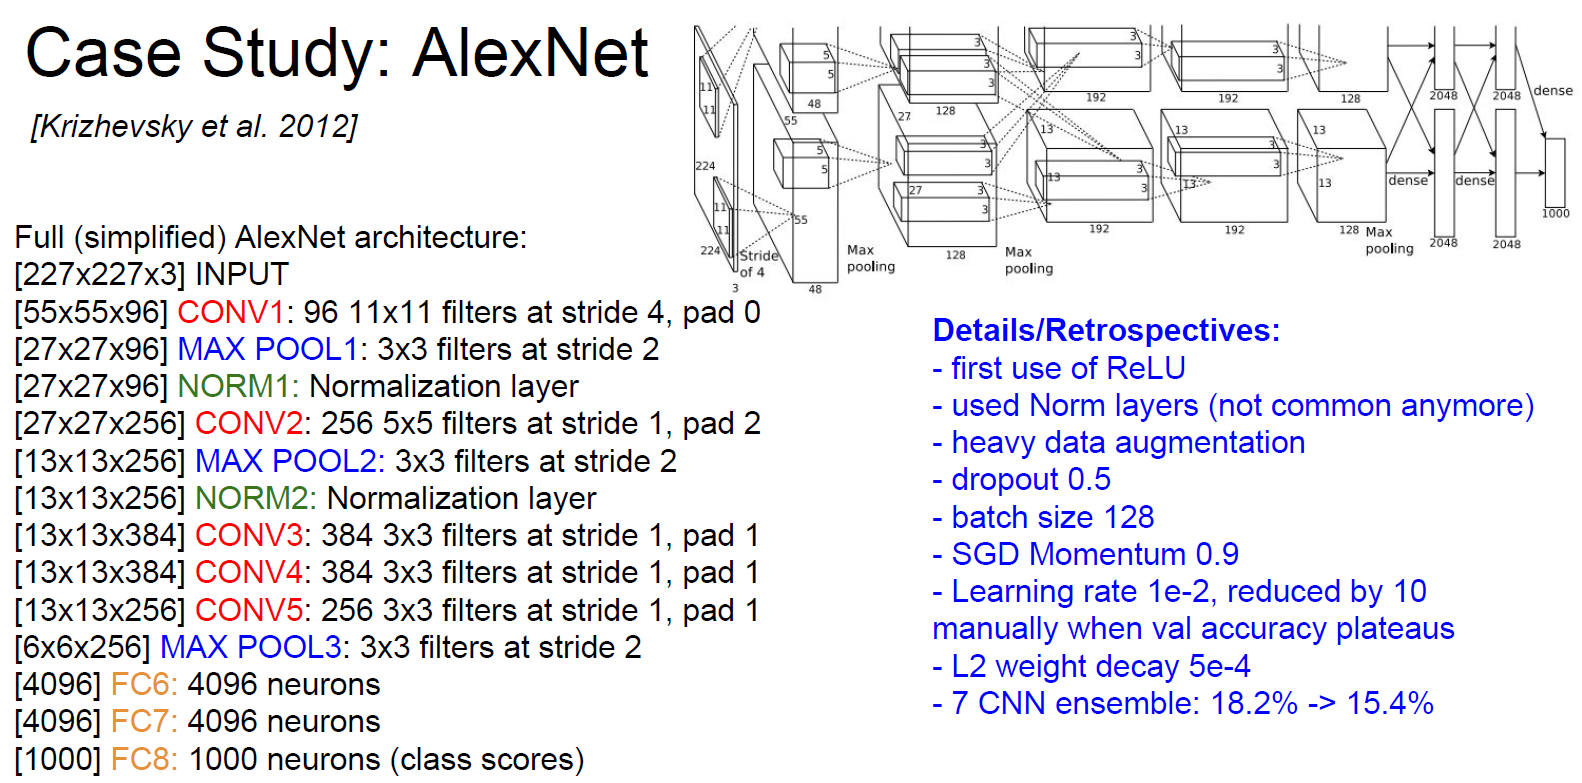 Case Study: AlexNet
[Krizhevsky et al. 2012]
Full (simplified) AlexNet architecture:
[227x227x3] INPUT
[55x55x96] CONV1: 96 11x11 filters at stride 4, pad 0
[27x27x96] MAX POOL1: 3x3 filters at stride 2
[27x27x96] NORM1: Normalization layer
[27x27x256] CONV2: 256 5x5 filters at stride 1, pad 2
[13x13x256] MAX POOL2: 3x3 filters at stride 2
[13x13x256] NORM2: Normalization layer
[13x13x384] CONV3: 384 3x3 filters at stride 1, pad 1
[13x13x384] CONV4: 384 3x3 filters at stride 1, pad 1
[13x13x256] CONV5: 256 3x3 filters at stride 1, pad 1
[6x6x256] MAX POOL3: 3x3 filters at stride 2
[4096] FC6: 4096 neurons
[4096] FC7: 4096 neurons
[1000] FC8: 1000 neurons (class scores)
11
11
224
11
11
224
3
Stride
of 4
5
5
48
55
5
5
55
48
Max
pooling
3
3
3
128
27
3
3
27
3
3
128
Max
pooling
3
3
192
13
3
3
13
192
3
3
192
13
3
3
13
192
128
13
13
128
Max
pooling
2048
2048
dense
dense
dense
2048
2048
1000
Details/Retrospectives:
- first use of ReLU
- used Norm layers (not common anymore)
- heavy data augmentation
- dropout 0.5
- batch size 128
- SGD Momentum 0.9
- Learning rate 1e-2, reduced by 10
manually when val accuracy plateaus
- L2 weight decay 5e-4
- 7 CNN ensemble: 18.2% -> 15.4%